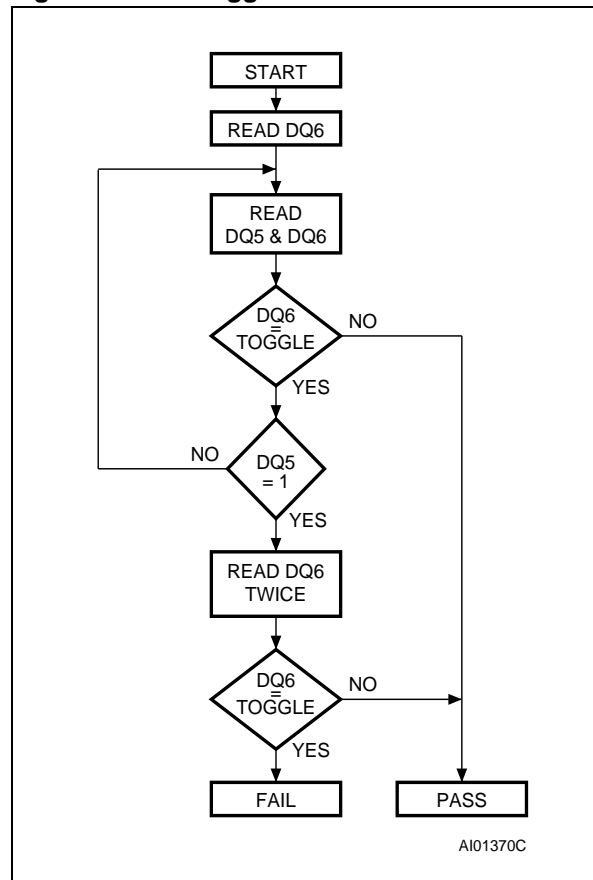 START
READ DQ6
READ
DQ5 & DQ6
DQ6
=
TOGGLE
NO
YES
NO
DQ5
= 1
YES
READ DQ6
TWICE
DQ6
=
TOGGLE
NO
YES
FAIL
PASS
AI01370C